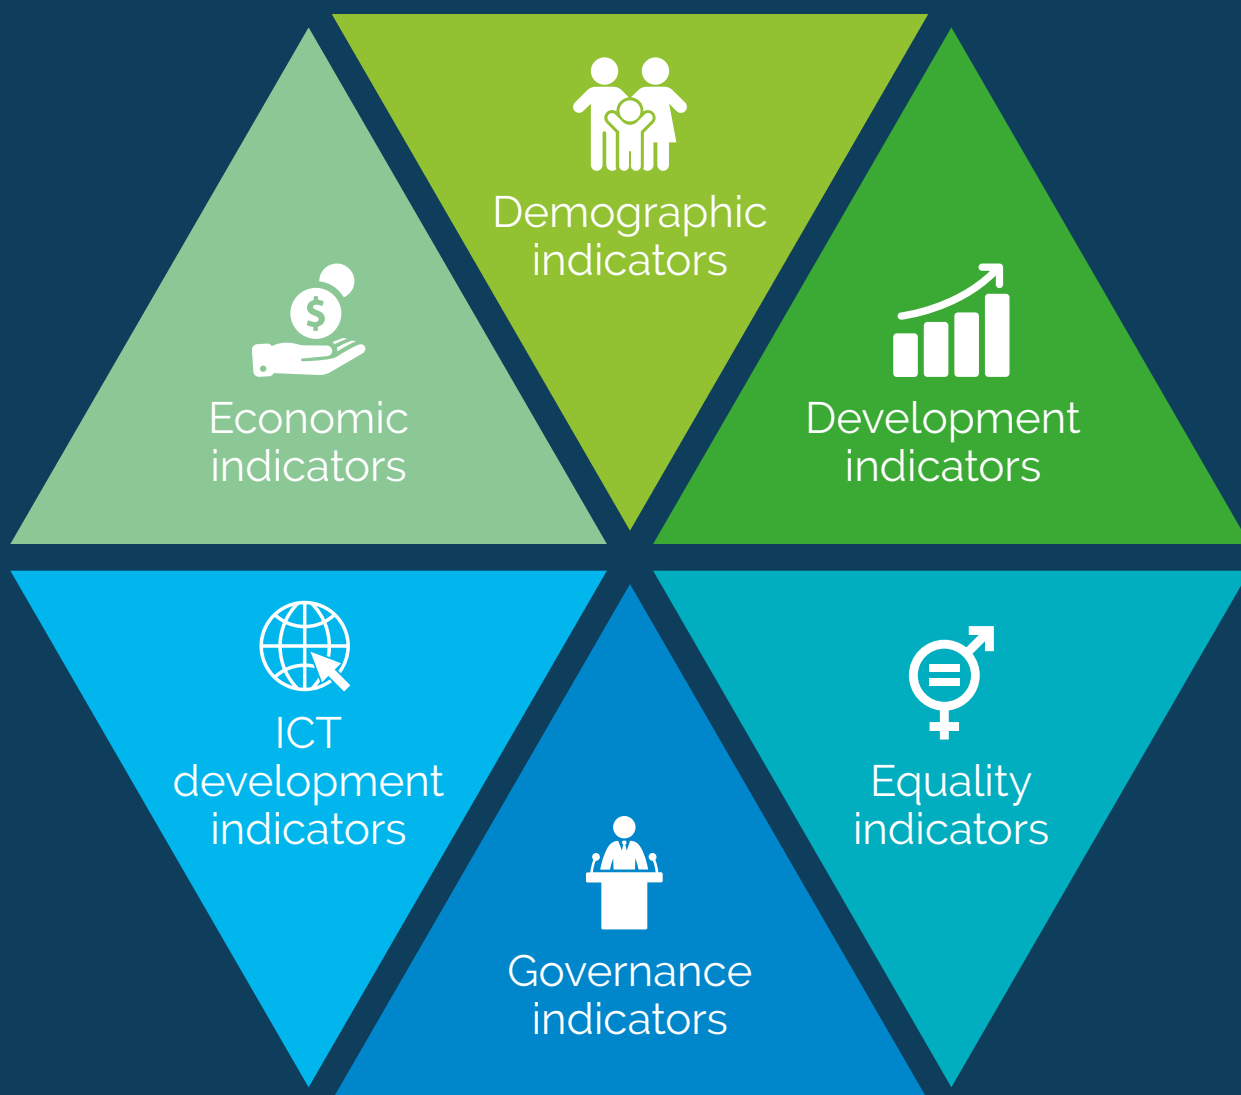 Demographic
indicators
Economic
indicators
Development
indicators
ICT
development
indicators
Equality
indicators
Governance
indicators